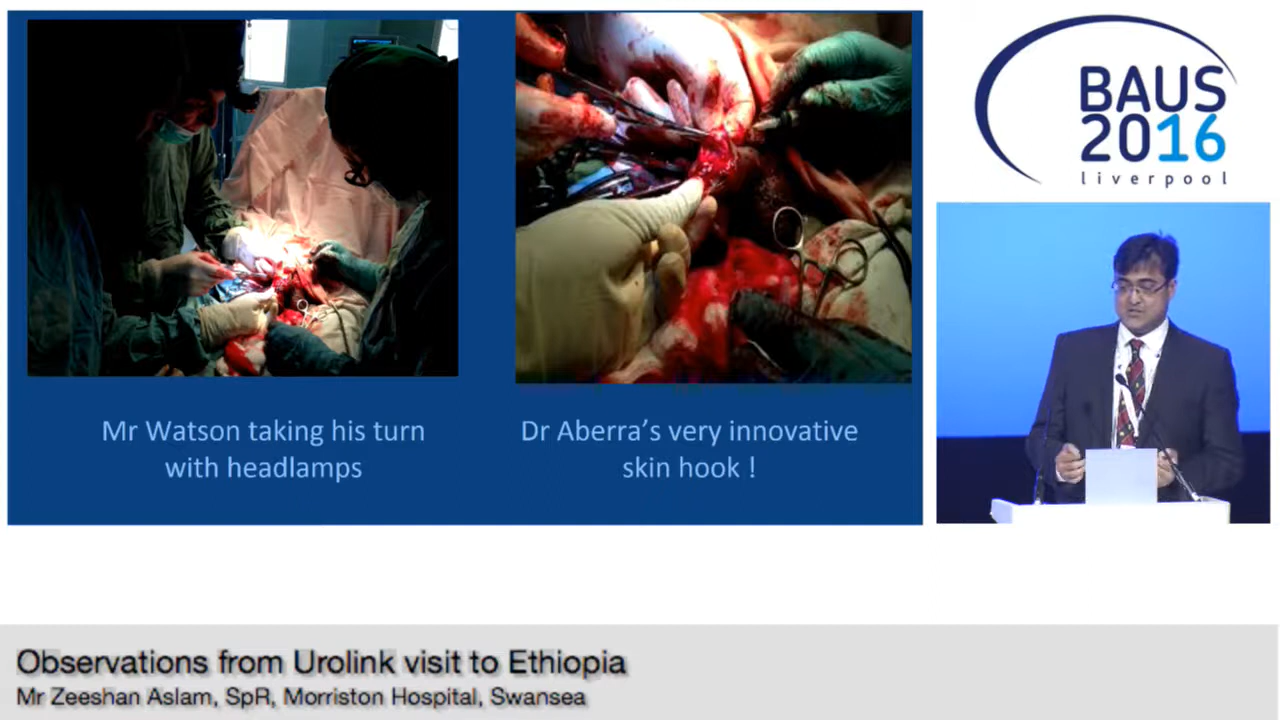 Mr Watson taking his turn
with headlamps
Dr Aberra's very innovative
skin hook !
BAUS
2016
liverpool
Observations from Urolink visit to Ethiopia
Mr Zeeshan Aslam, SpR, Morriston Hospital, Swansea